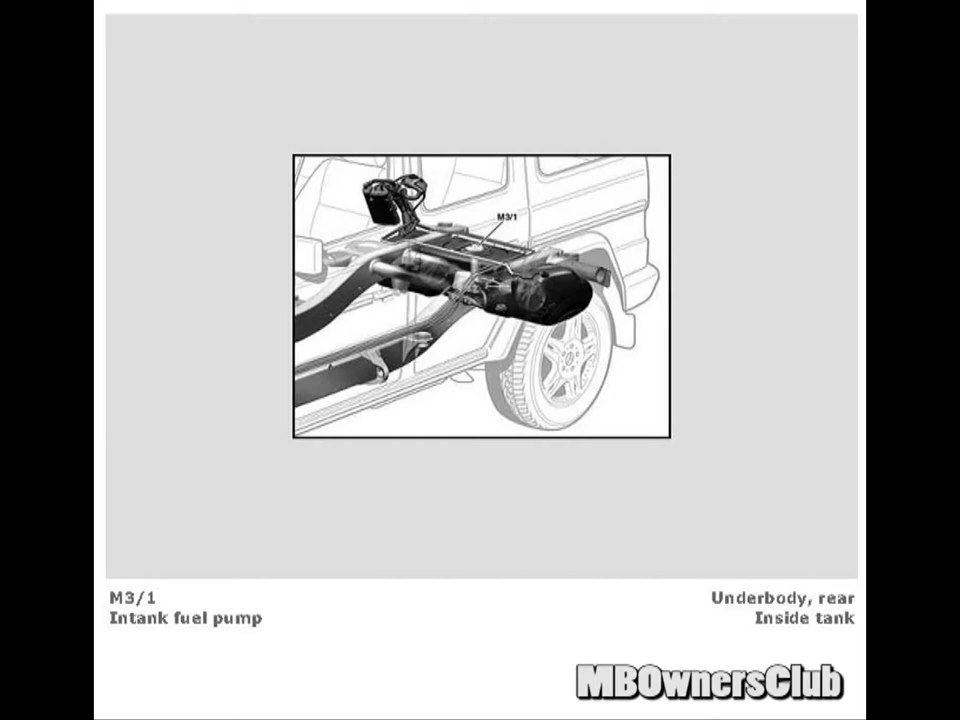 M3/1
M3/1
Intank fuel pump
Underbody, rear
Inside tank
MBOwnersClub